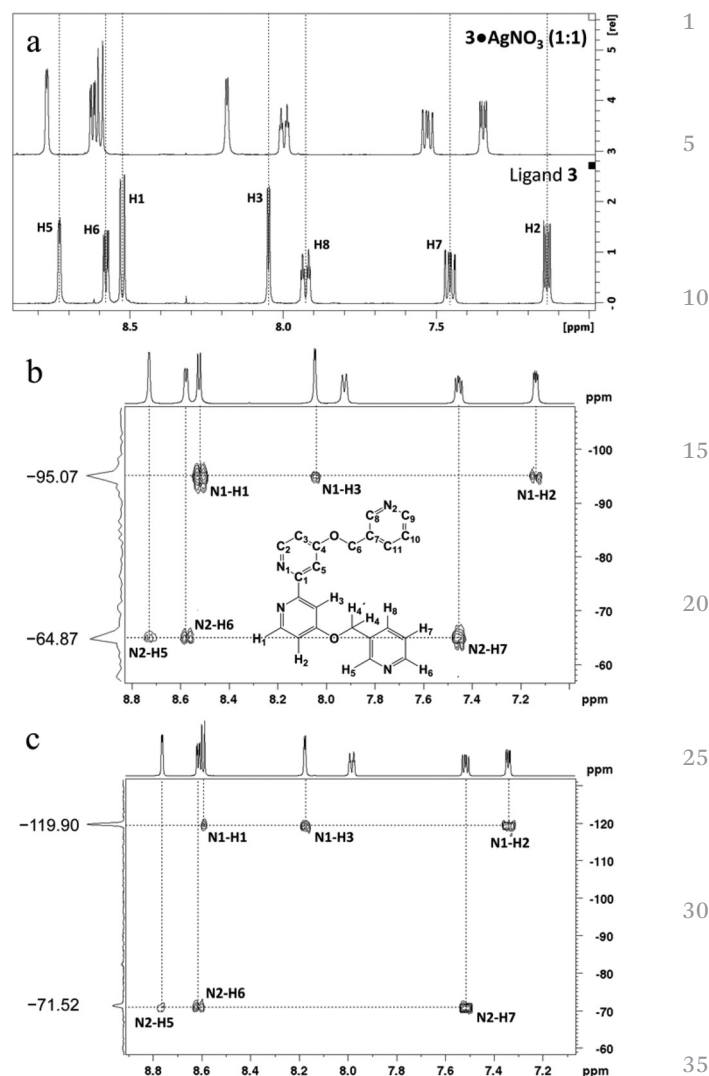 a
3●AgNO3 (1:1)
[rel]
5
4
3
Ligand 3
H5
H6
H1
H3
H8
H7
H2
2
1
0
8.5
8.0
7.5
[ppm]
b
ppm
−95.07
N1-H1
N1-H3
N1-H2
-100
-90
-80
-70
-60
N2
C8
C9
C10
C11
C7
C6
O
C3
C2
C4
N1
C5
C1
H3
N
H4'
H4
H8
H1
H2
O
H7
H5
H6
N
−64.87
N2-H5
N2-H6
N2-H7
8.8 8.6 8.4 8.2 8.0 7.8 7.6 7.4 7.2 ppm
c
ppm
−119.90
N1-H1
N1-H3
N1-H2
-120
-110
-100
-90
-80
-70
-60
−71.52
N2-H5
N2-H6
N2-H7
8.8 8.6 8.4 8.2 8.0 7.8 7.6 7.4 7.2 ppm
1
5
10
15
20
25
30
35